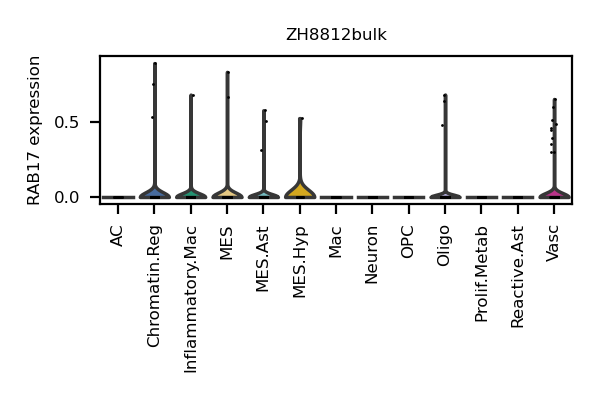 ZH8812bulk
RAB17 expression
0.5
0.0
AC
Chromatin.Reg
Inflammatory.Mac
MES
MES.Ast
MES.Hyp
Mac
Neuron
OPC
Oligo
Prolif.Metab
Reactive.Ast
Vasc